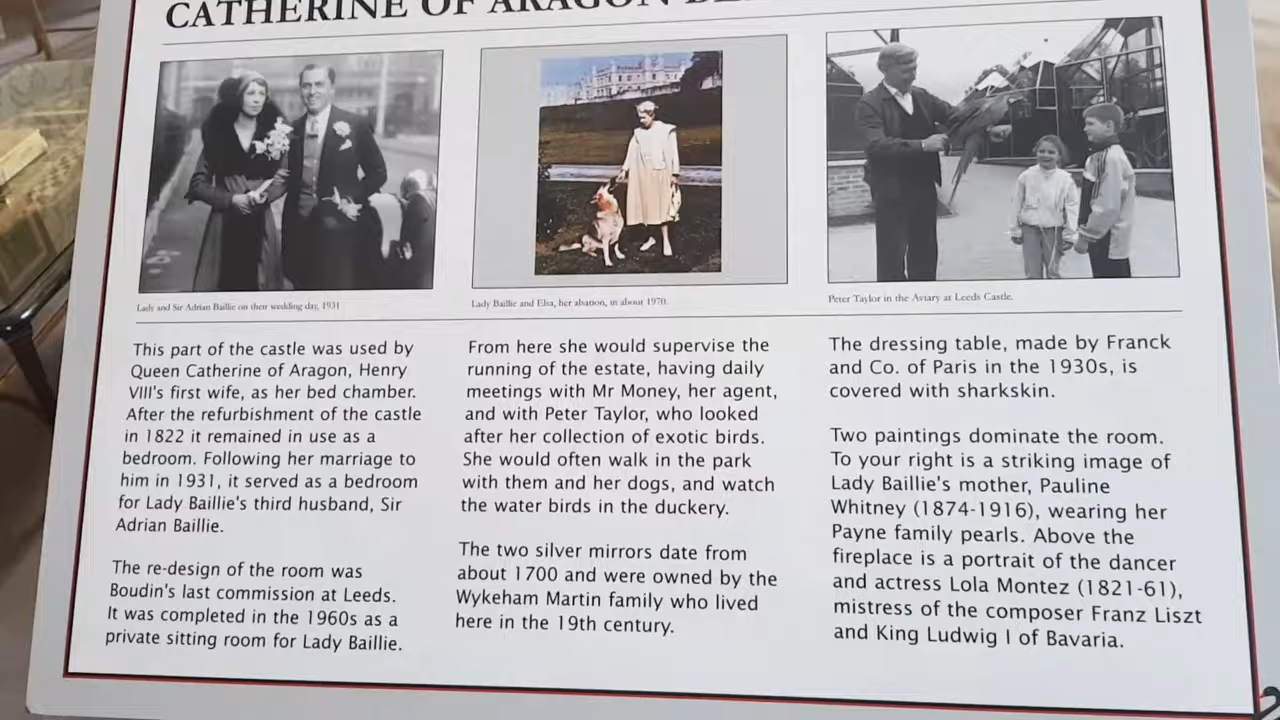 CATHERINE OF ARAGON
Lady and Sir Adrian Baillie on their wedding day, 1931
Lady Baillie and Elsa, her alsation, in about 1970.
Peter Taylor in the Aviary at Leeds Castle.
This part of the castle was used by
Queen Catherine of Aragon, Henry
VIII's first wife, as her bed chamber.
After the refurbishment of the castle
in 1822 it remained in use as a
bedroom. Following her marriage to
him in 1931, it served as a bedroom
for Lady Baillie's third husband, Sir
Adrian Baillie.
The re-design of the room was
Boudin's last commission at Leeds.
It was completed in the 1960s as a
private sitting room for Lady Baillie.
From here she would supervise the
running of the estate, having daily
meetings with Mr Money, her agent,
and with Peter Taylor, who looked
after her collection of exotic birds.
She would often walk in the park
with them and her dogs, and watch
the water birds in the duckery.
The two silver mirrors date from
about 1700 and were owned by the
Wykeham Martin family who lived
here in the 19th century.
The dressing table, made by Franck
and Co. of Paris in the 1930s, is
covered with sharkskin.
Two paintings dominate the room.
To your right is a striking image of
Lady Baillie's mother, Pauline
Whitney (1874-1916), wearing her
Payne family pearls. Above the
fireplace is a portrait of the dancer
and actress Lola Montez (1821-61),
mistress of the composer Franz Liszt
and King Ludwig I of Bavaria.